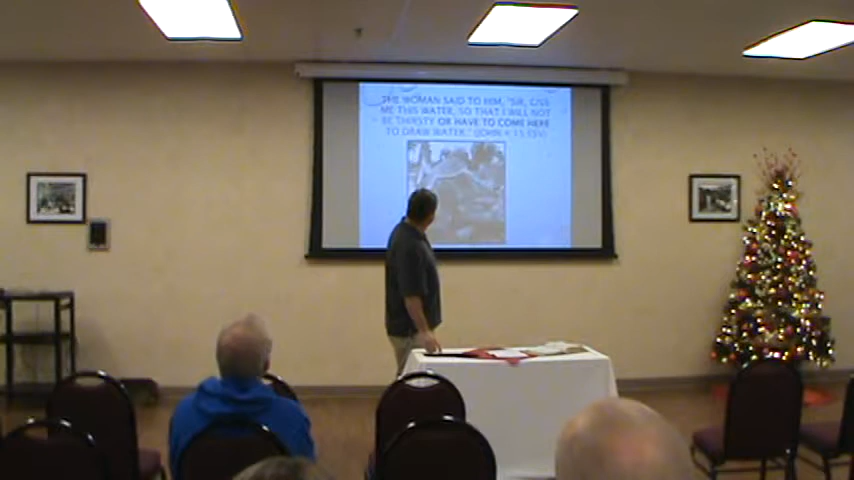 THE WOMAN SAID TO HIM, "SIR, GIVE
ME THIS WATER, SO THAT I WILL NOT
BE THIRSTY OR HAVE TO COME HERE
TO DRAW WATER." (JOHN 4:15 ESV)